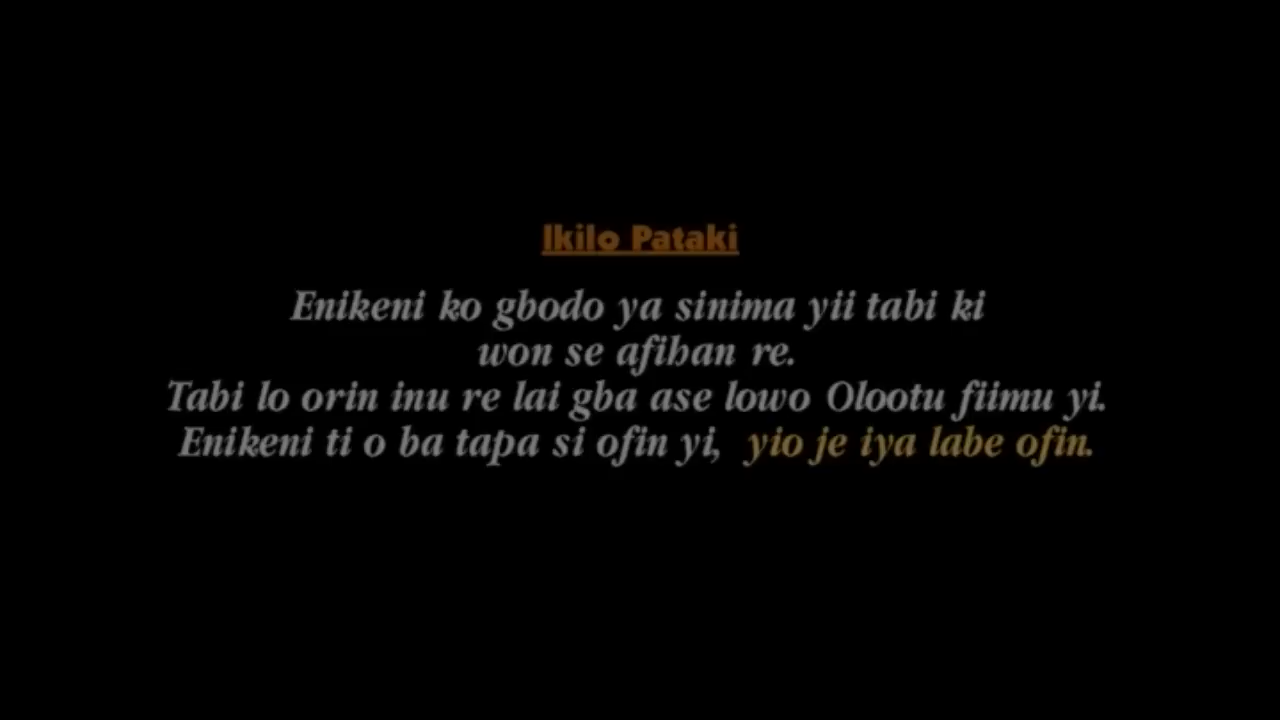 Ikilo Pataki
Enikeni ko gbodo ya sinima yii tabi ki
won se afihan re.
Tabi lo orin inu re lai gba ase lowo Olootu fiimu yi.
Enikeni ti o ba tapa si ofin yi, yio je iya labe ofin.